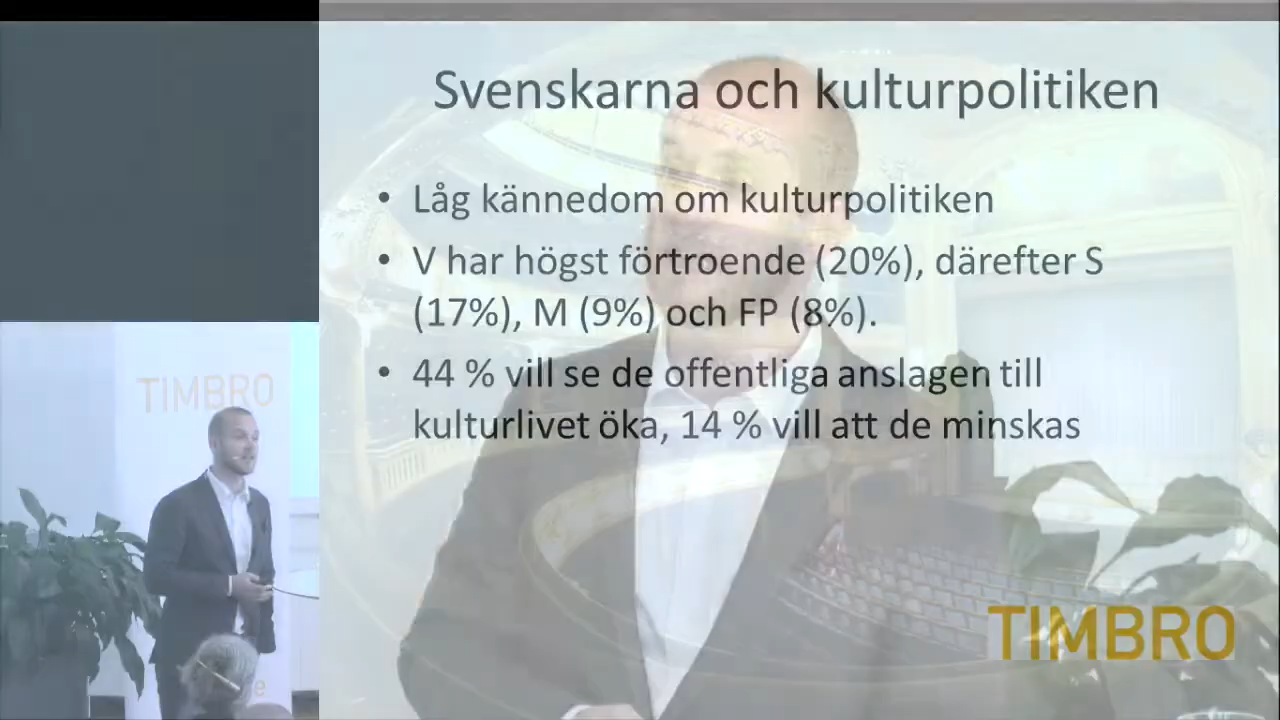 Svenskarna och kulturpolitiken
• Låg kännedom om kulturpolitiken
• V har högst förtroende (20%), därefter S
(17%), M (9%) och FP (8%).
• 44 % vill se de offentliga anslagen till
kulturlivet öka, 14 % vill att de minskas
TIMBRO
TIMBRO